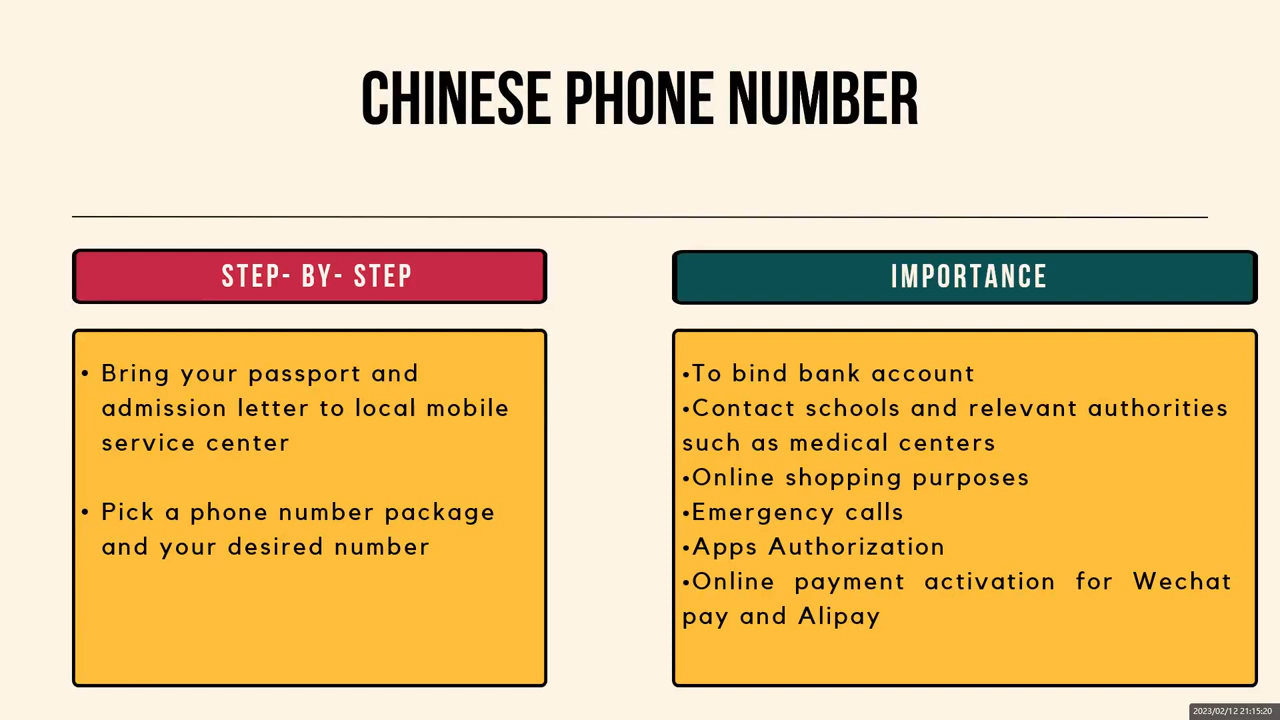 CHINESE PHONE NUMBER
STEP- BY- STEP
• Bring your passport and
admission letter to local mobile
service center
• Pick a phone number package
and your desired number
IMPORTANCE
•To bind bank account
•Contact schools and relevant authorities
such as medical centers
•Online shopping purposes
•Emergency calls
•Apps Authorization
•Online payment activation for Wechat
pay and Alipay
2023/02/12 21:15:20